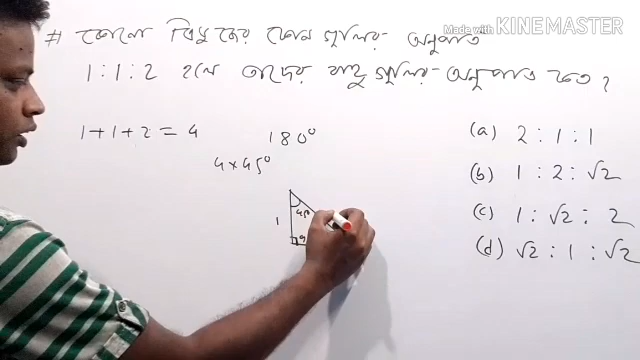 Made with KINEMASTER
# কোনো ত্রিভুজের কোন গুলির অনুপাত
1 : 1 : 2 হলে তাদের বাহু গুলির অনুপাত কত ?
1 + 1 + 2 = 4
180°
4 × 45°
45°
1
(a) 2 : 1 : 1
(b) 1 : 2 : √2
(c) 1 : √2 : 2
(d) √2 : 1 : √2